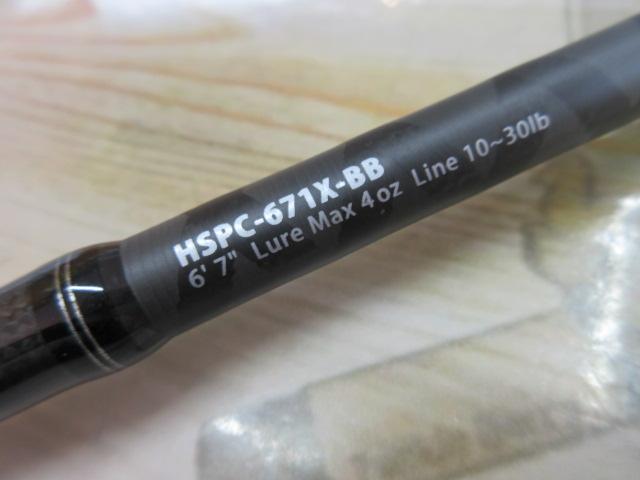 HSPC-671X-BB
6' 7" Lure Max 4oz Line 10~30lb